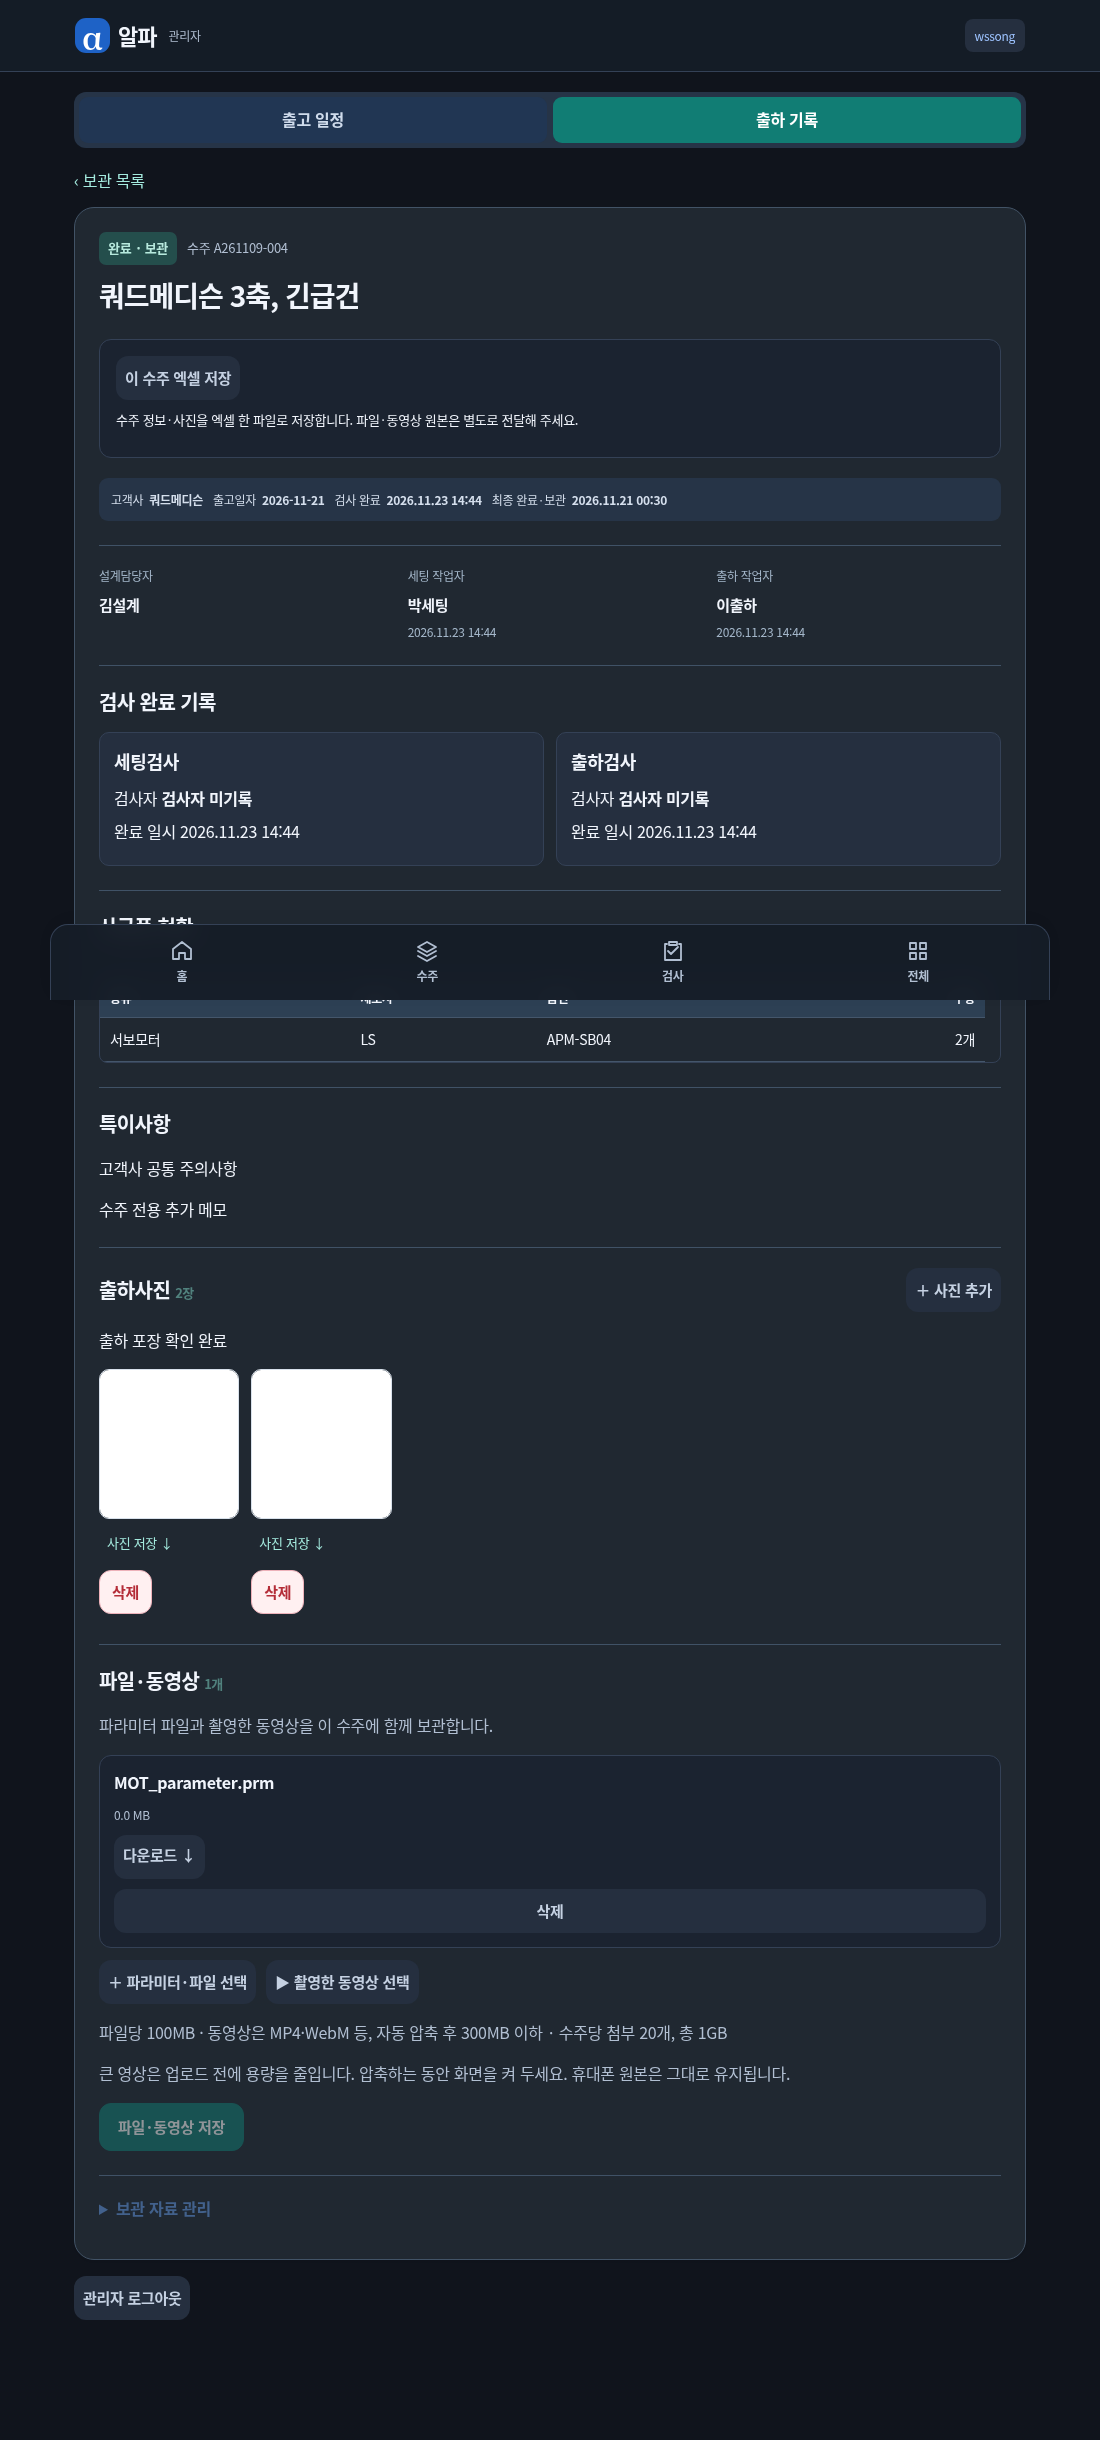 α 알파 관리자 wssong
출고 일정 출하 기록
‹ 보관 목록
완료 · 보관 수주 A261109-004
쿼드메디슨 3축, 긴급건
이 수주 엑셀 저장
수주 정보·사진을 엑셀 한 파일로 저장합니다. 파일·동영상 원본은 별도로 전달해 주세요.
고객사 쿼드메디슨 출고일자 2026-11-21 검사 완료 2026.11.23 14:44 최종 완료·보관 2026.11.21 00:30
설계담당자 세팅 작업자 출하 작업자
김설계 박세팅 이출하
2026.11.23 14:44 2026.11.23 14:44
검사 완료 기록
세팅검사 출하검사
검사자 검사자 미기록 검사자 검사자 미기록
완료 일시 2026.11.23 14:44 완료 일시 2026.11.23 14:44
홈 수주 검사 전체
서보모터 LS APM-SB04 2개
특이사항
고객사 공통 주의사항
수주 전용 추가 메모
출하사진 2장 + 사진 추가
출하 포장 확인 완료
사진 저장 ↓ 사진 저장 ↓
삭제 삭제
파일·동영상 1개
파라미터 파일과 촬영한 동영상을 이 수주에 함께 보관합니다.
MOT_parameter.prm
0.0 MB
다운로드 ↓
삭제
+ 파라미터·파일 선택 ▶ 촬영한 동영상 선택
파일당 100MB · 동영상은 MP4·WebM 등, 자동 압축 후 300MB 이하 · 수주당 첨부 20개, 총 1GB
큰 영상은 업로드 전에 용량을 줄입니다. 압축하는 동안 화면을 켜 두세요. 휴대폰 원본은 그대로 유지됩니다.
파일·동영상 저장
▶ 보관 자료 관리
관리자 로그아웃